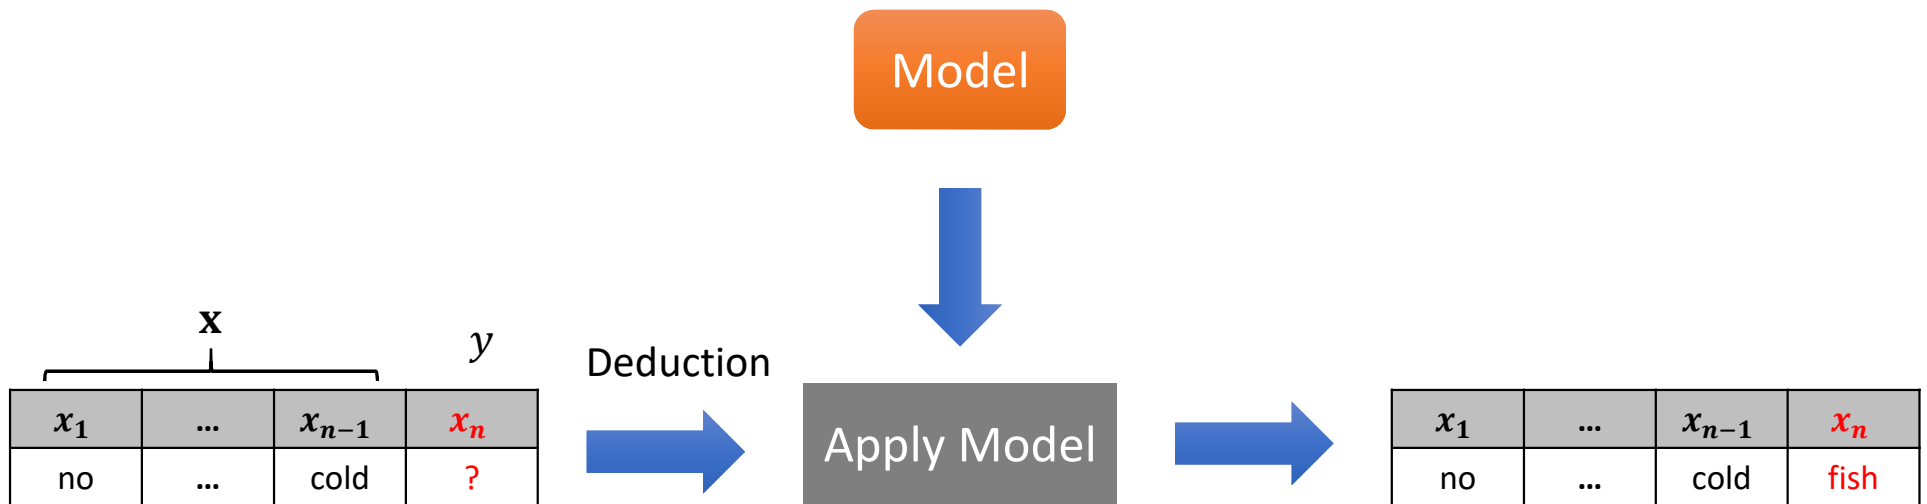 Model
x y
Deduction
x₁ ... xₙ₋₁ xₙ
no ... cold ?
Apply Model
x₁ ... xₙ₋₁ xₙ
no ... cold fish